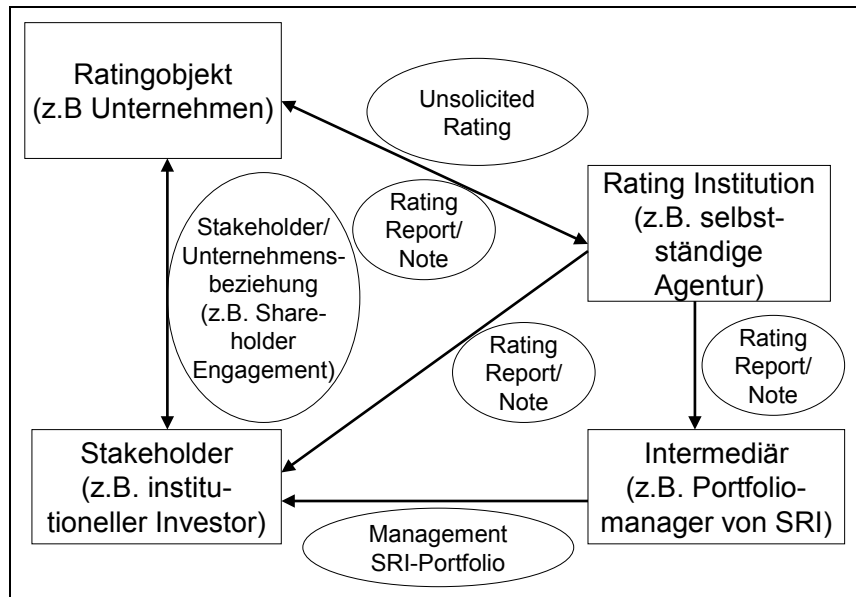 Ratingobjekt
(z.B Unternehmen)
Unsolicited
Rating
Rating
Report/
Note
Rating Institution
(z.B. selbst-
ständige
Agentur)
Stakeholder/
Unternehmens-
beziehung
(z.B. Share-
holder
Engagement)
Rating
Report/
Note
Rating
Report/
Note
Stakeholder
(z.B. institu-
tioneller Investor)
Intermediär
(z.B. Portfolio-
manager von SRI)
Management
SRI-Portfolio